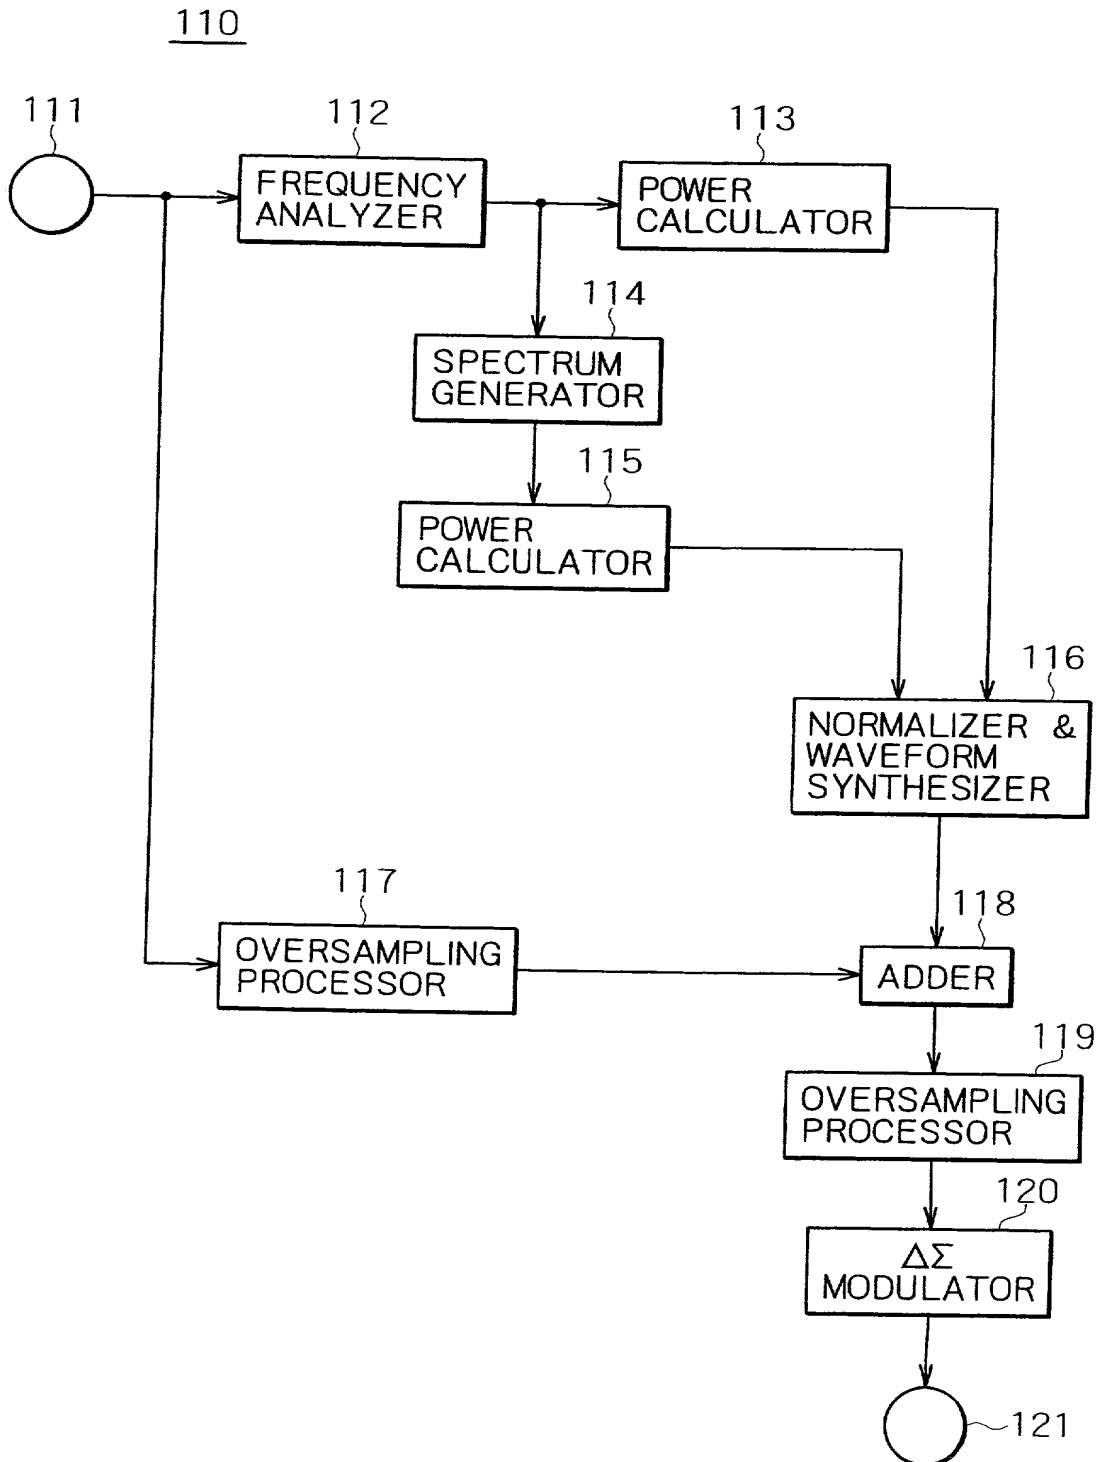 110
111
112
113
FREQUENCY
ANALYZER
POWER
CALCULATOR
114
SPECTRUM
GENERATOR
115
POWER
CALCULATOR
116
NORMALIZER &
WAVEFORM
SYNTHESIZER
117
OVERSAMPLING
PROCESSOR
118
ADDER
119
OVERSAMPLING
PROCESSOR
120
ΔΣ
MODULATOR
121